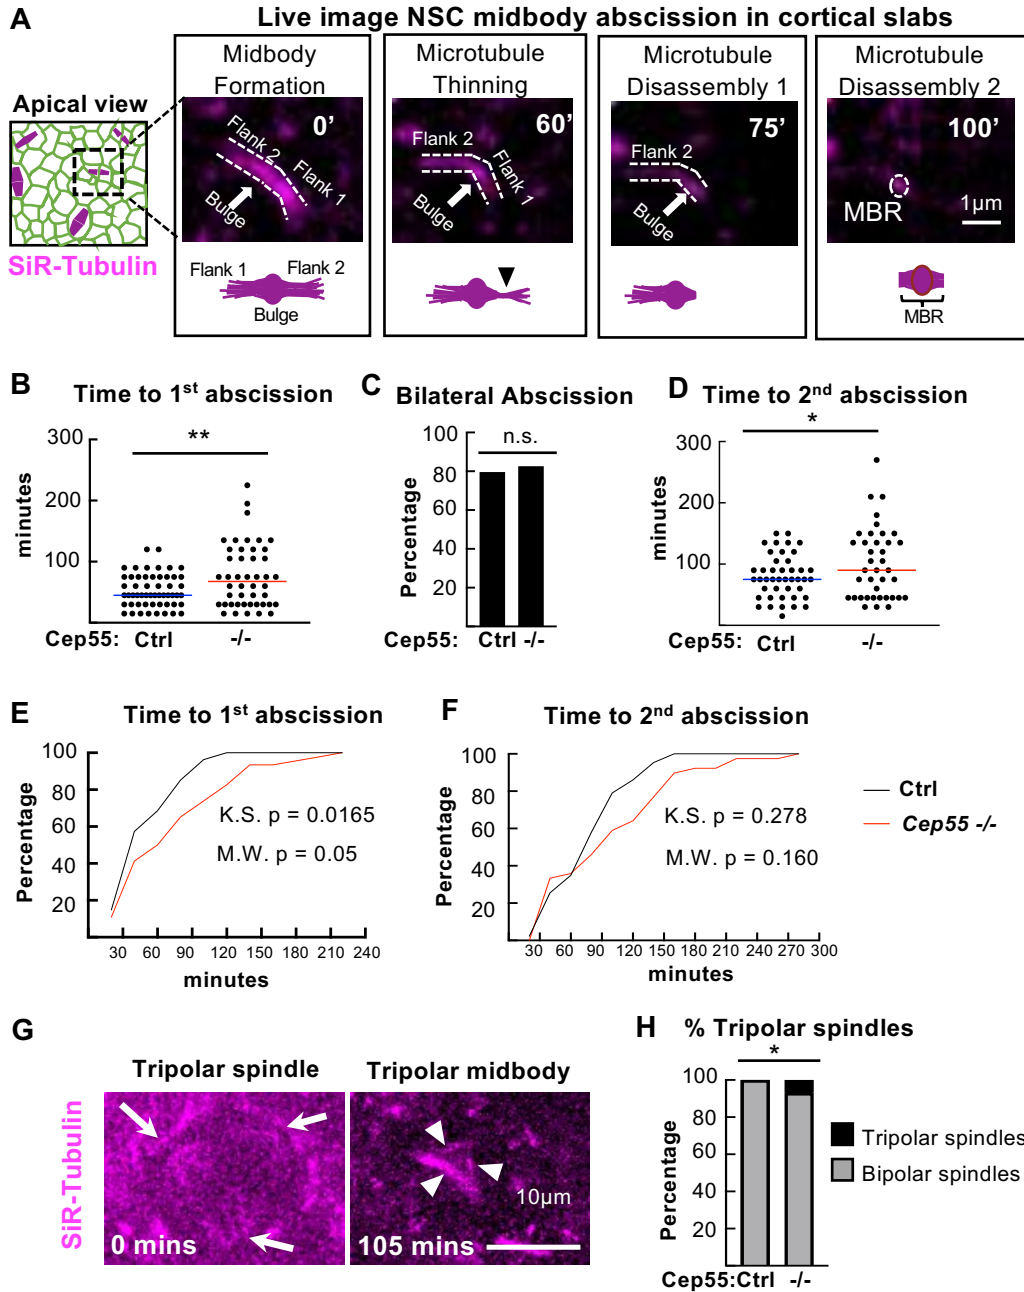 A
Live image NSC midbody abscission in cortical slabs
Apical view
SiR-Tubulin
Midbody
Formation
0’
Flank 2
Flank 1
Bulge
Flank 1
Flank 2
Bulge
Microtubule
Thinning
60’
Flank 2
Flank 1
Bulge
Microtubule
Disassembly 1
75’
Flank 2
Bulge
Microtubule
Disassembly 2
100’
MBR
1µm
MBR
B
Time to 1st abscission
300
200
100
minutes
**
Cep55: Ctrl -/-
C
Bilateral Abscission
100
80
60
40
20
Percentage
n.s.
Cep55: Ctrl -/-
D
Time to 2nd abscission
300
200
100
minutes
*
Cep55: Ctrl -/-
E
Time to 1st abscission
100
80
60
40
20
Percentage
K.S. p = 0.0165
M.W. p = 0.05
30 60 90 120 150 180 210 240
minutes
F
Time to 2nd abscission
100
80
60
40
20
Percentage
K.S. p = 0.278
M.W. p = 0.160
30 60 90 120 150 180 210 240 270 300
minutes
Ctrl
Cep55 -/-
G
Tripolar spindle
Tripolar midbody
SiR-Tubulin
0 mins
105 mins
10µm
H
% Tripolar spindles
*
100
80
60
40
20
Percentage
Cep55:Ctrl -/-
Tripolar spindles
Bipolar spindles